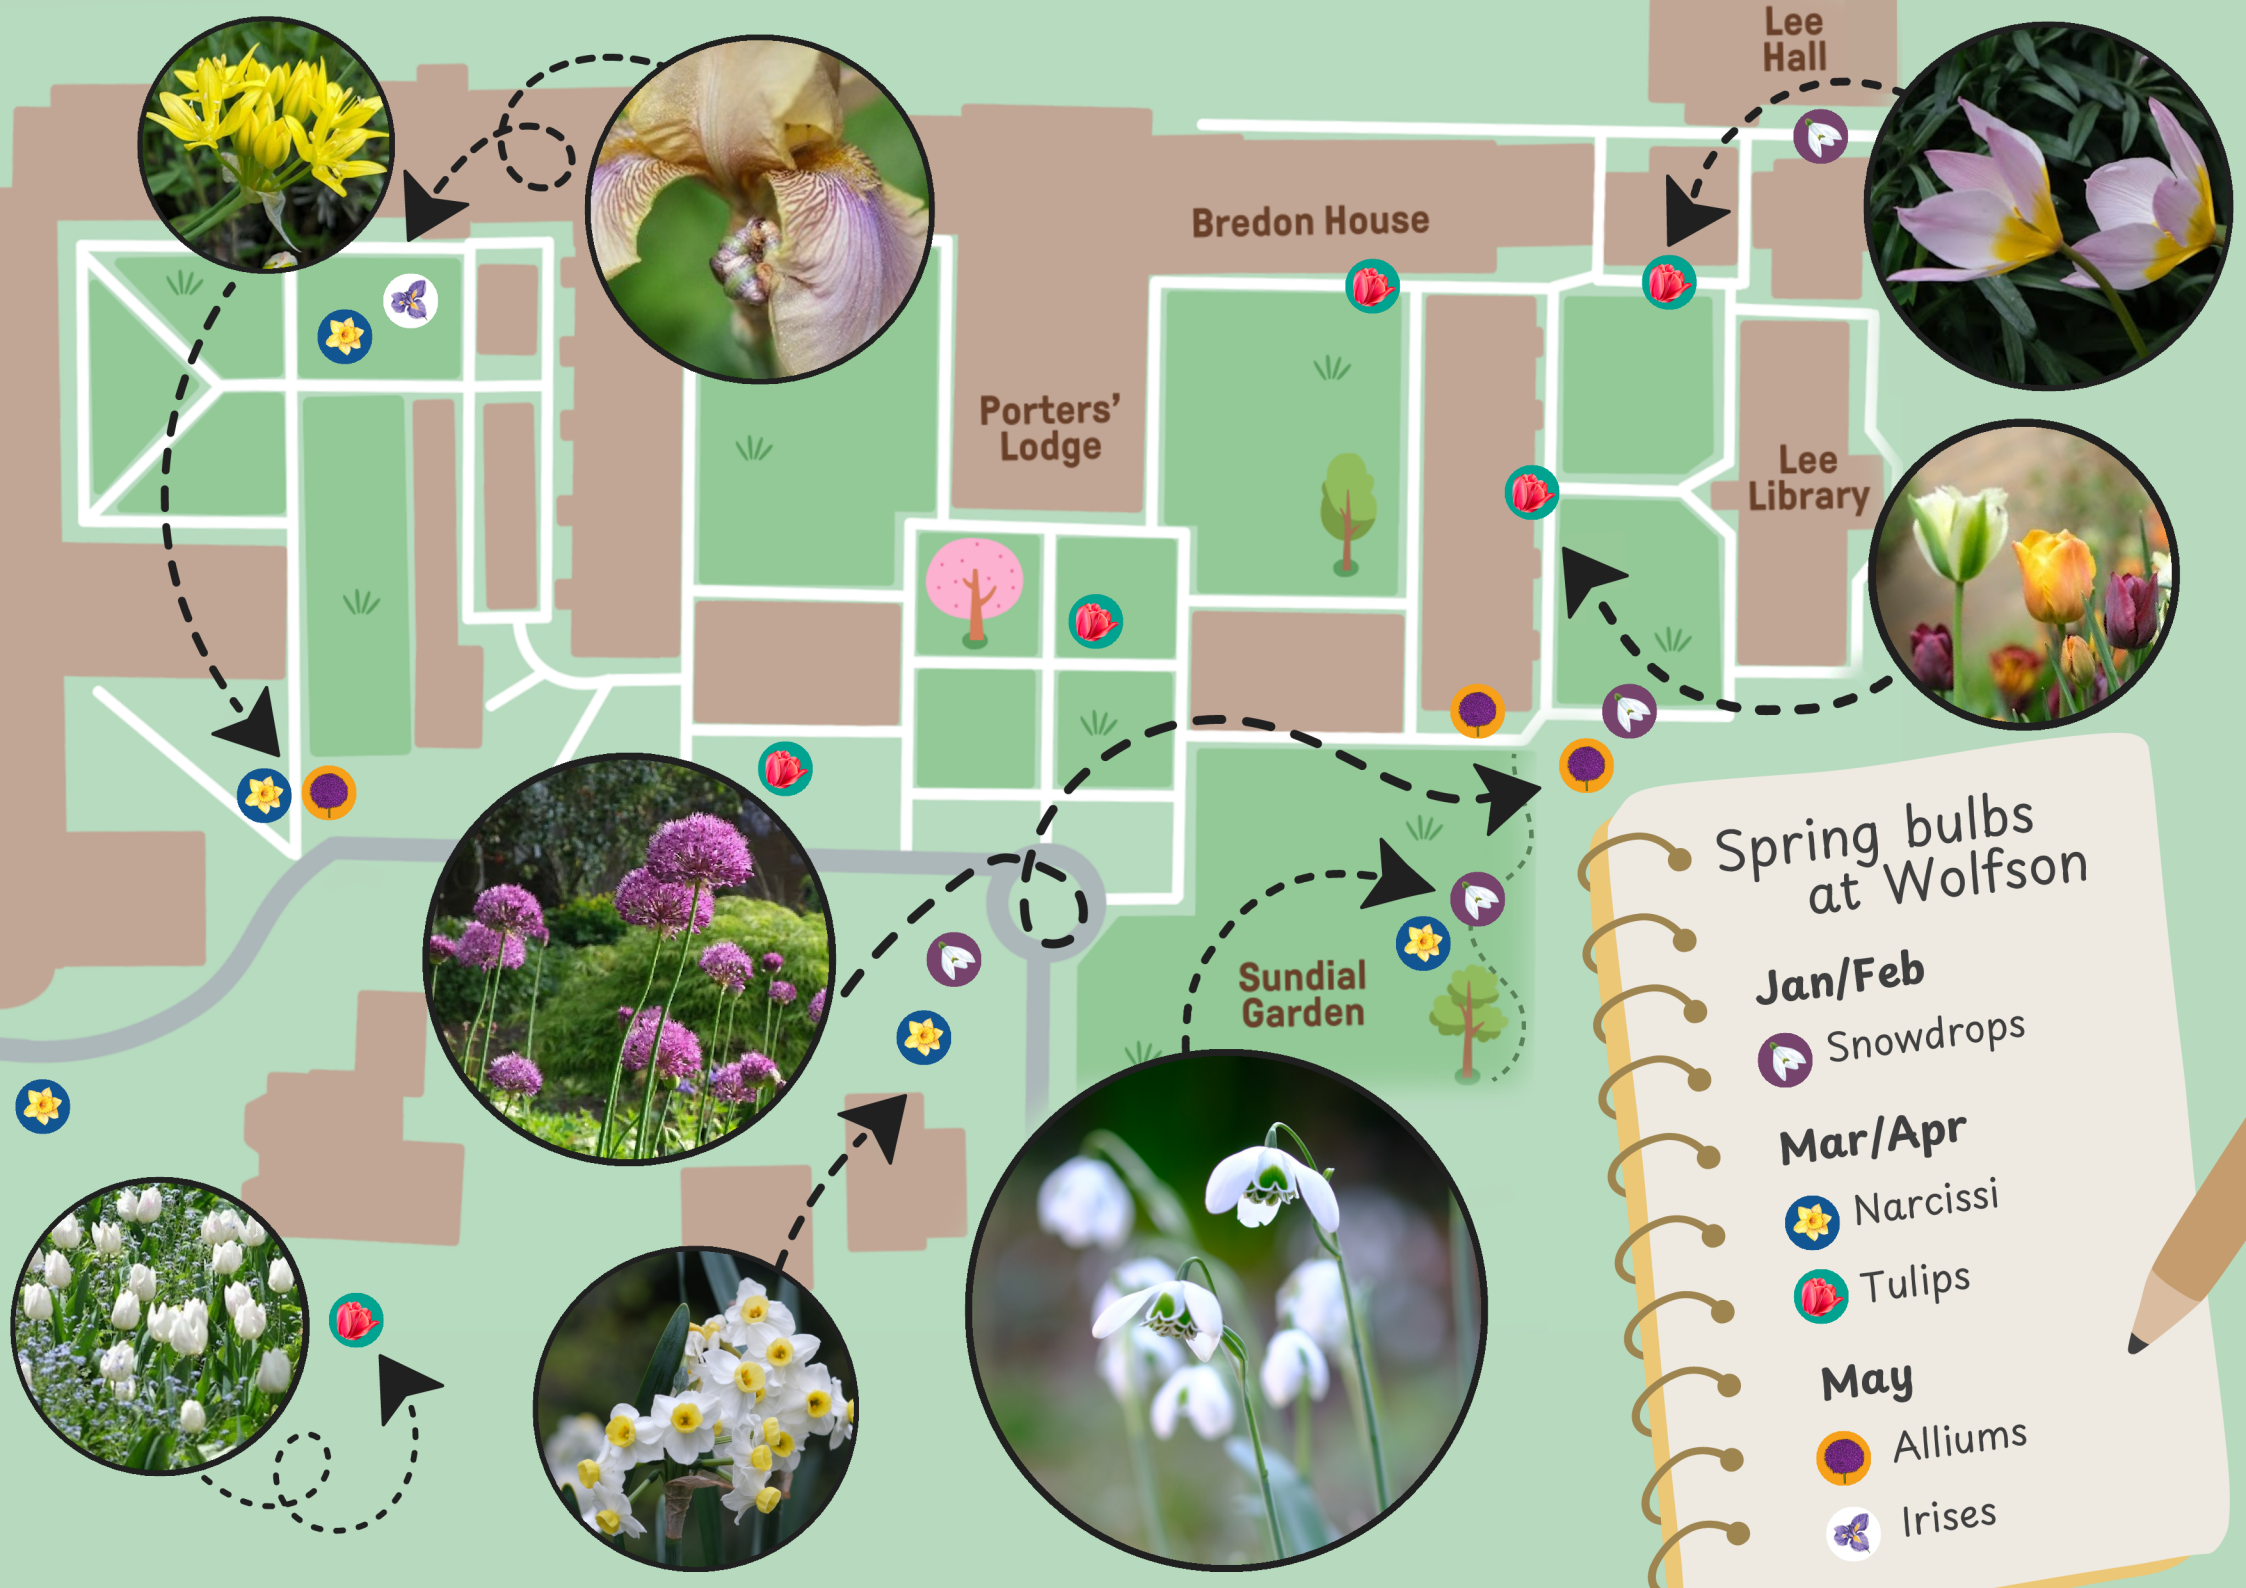 Lee
Hall
Bredon House
Porters'
Lodge
Lee
Library
Sundial
Garden
Spring bulbs
at Wolfson
Jan/Feb
Snowdrops
Mar/Apr
Narcissi
Tulips
May
Alliums
Irises